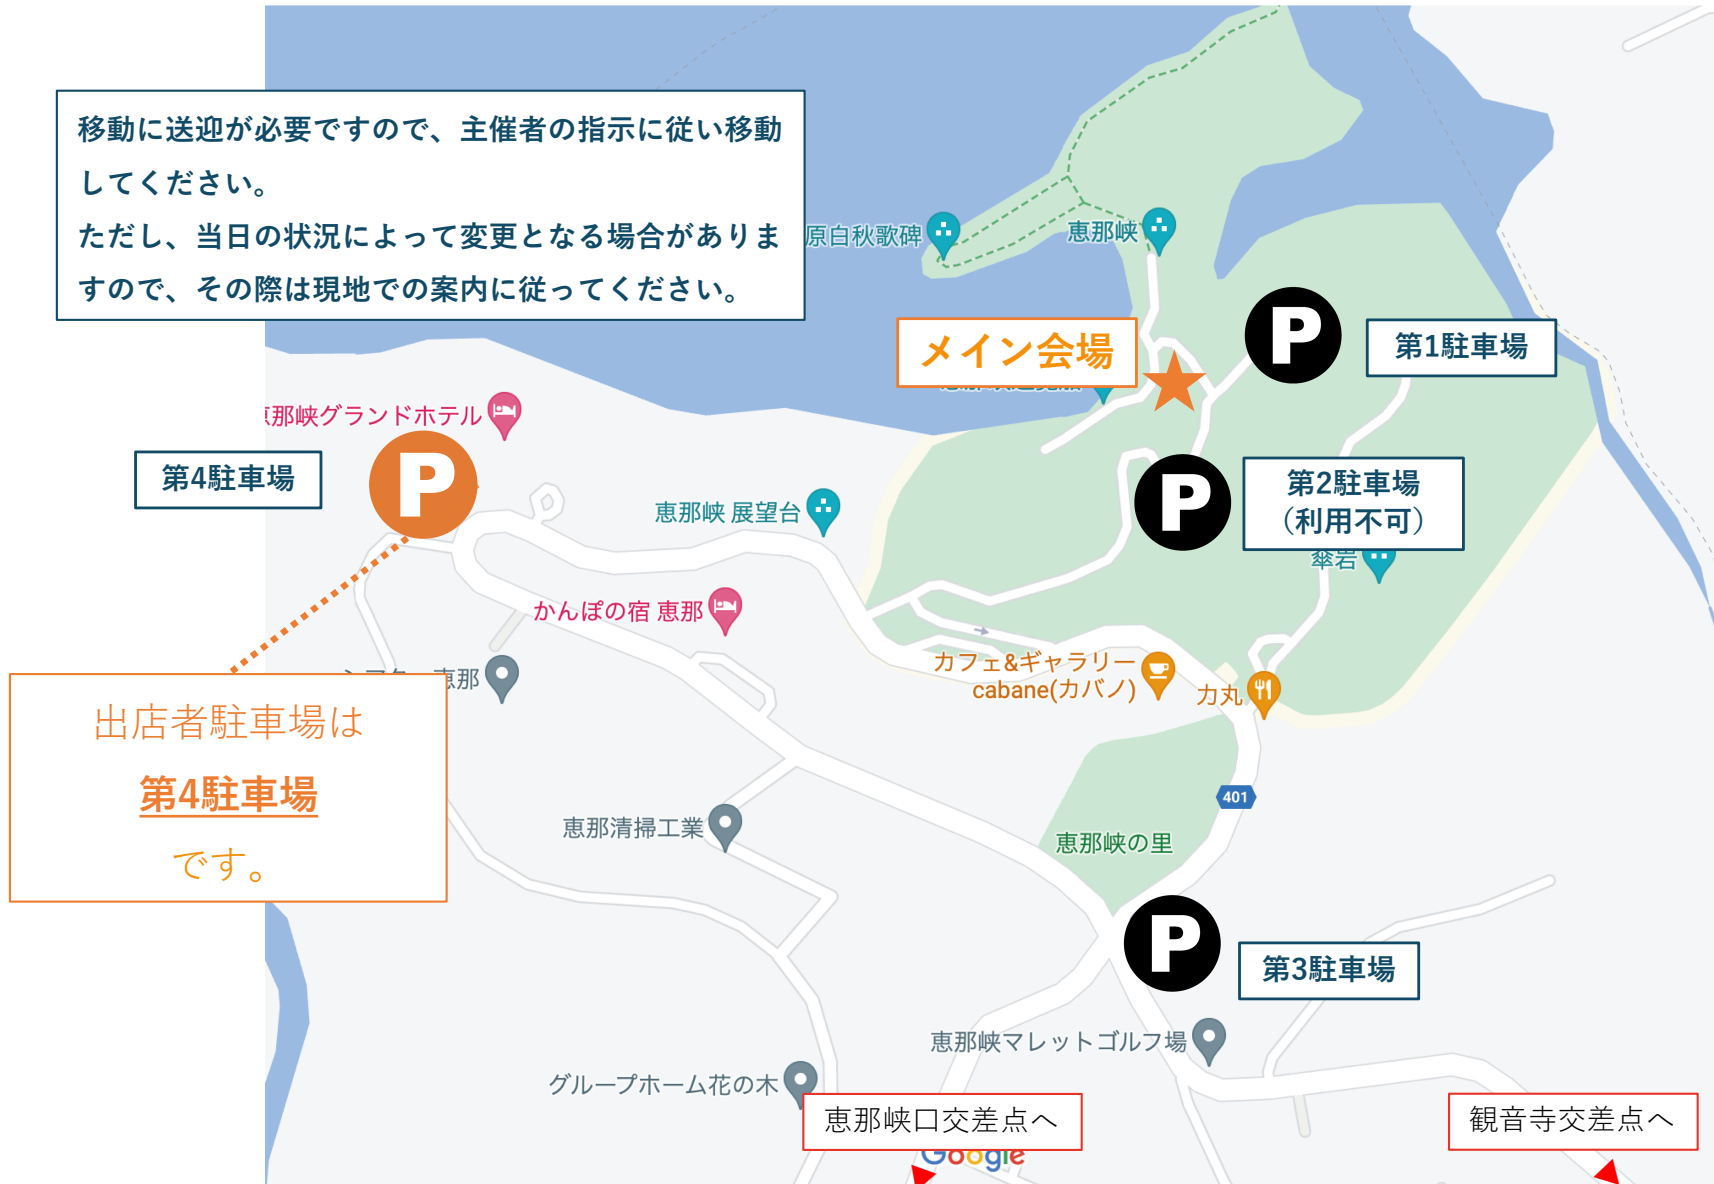 移動に送迎が必要ですので、主催者の指示に従い移動
してください。
ただし、当日の状況によって変更となる場合がありま
すので、その際は現地での案内に従ってください。
原白秋歌碑
恵那峡
メイン会場
P
第1駐車場
那峡グランドホテル
第4駐車場
P
恵那峡 展望台
P
第2駐車場
（利用不可）
傘岩
かんぽの宿 恵那
恵那
カフェ&ギャラリー
cabane(カバノ)
力丸
出店者駐車場は
第4駐車場
です。
401
恵那清掃工業
恵那峡の里
P
第3駐車場
恵那峡マレットゴルフ場
グループホーム花の木
恵那峡口交差点へ
観音寺交差点へ
Google